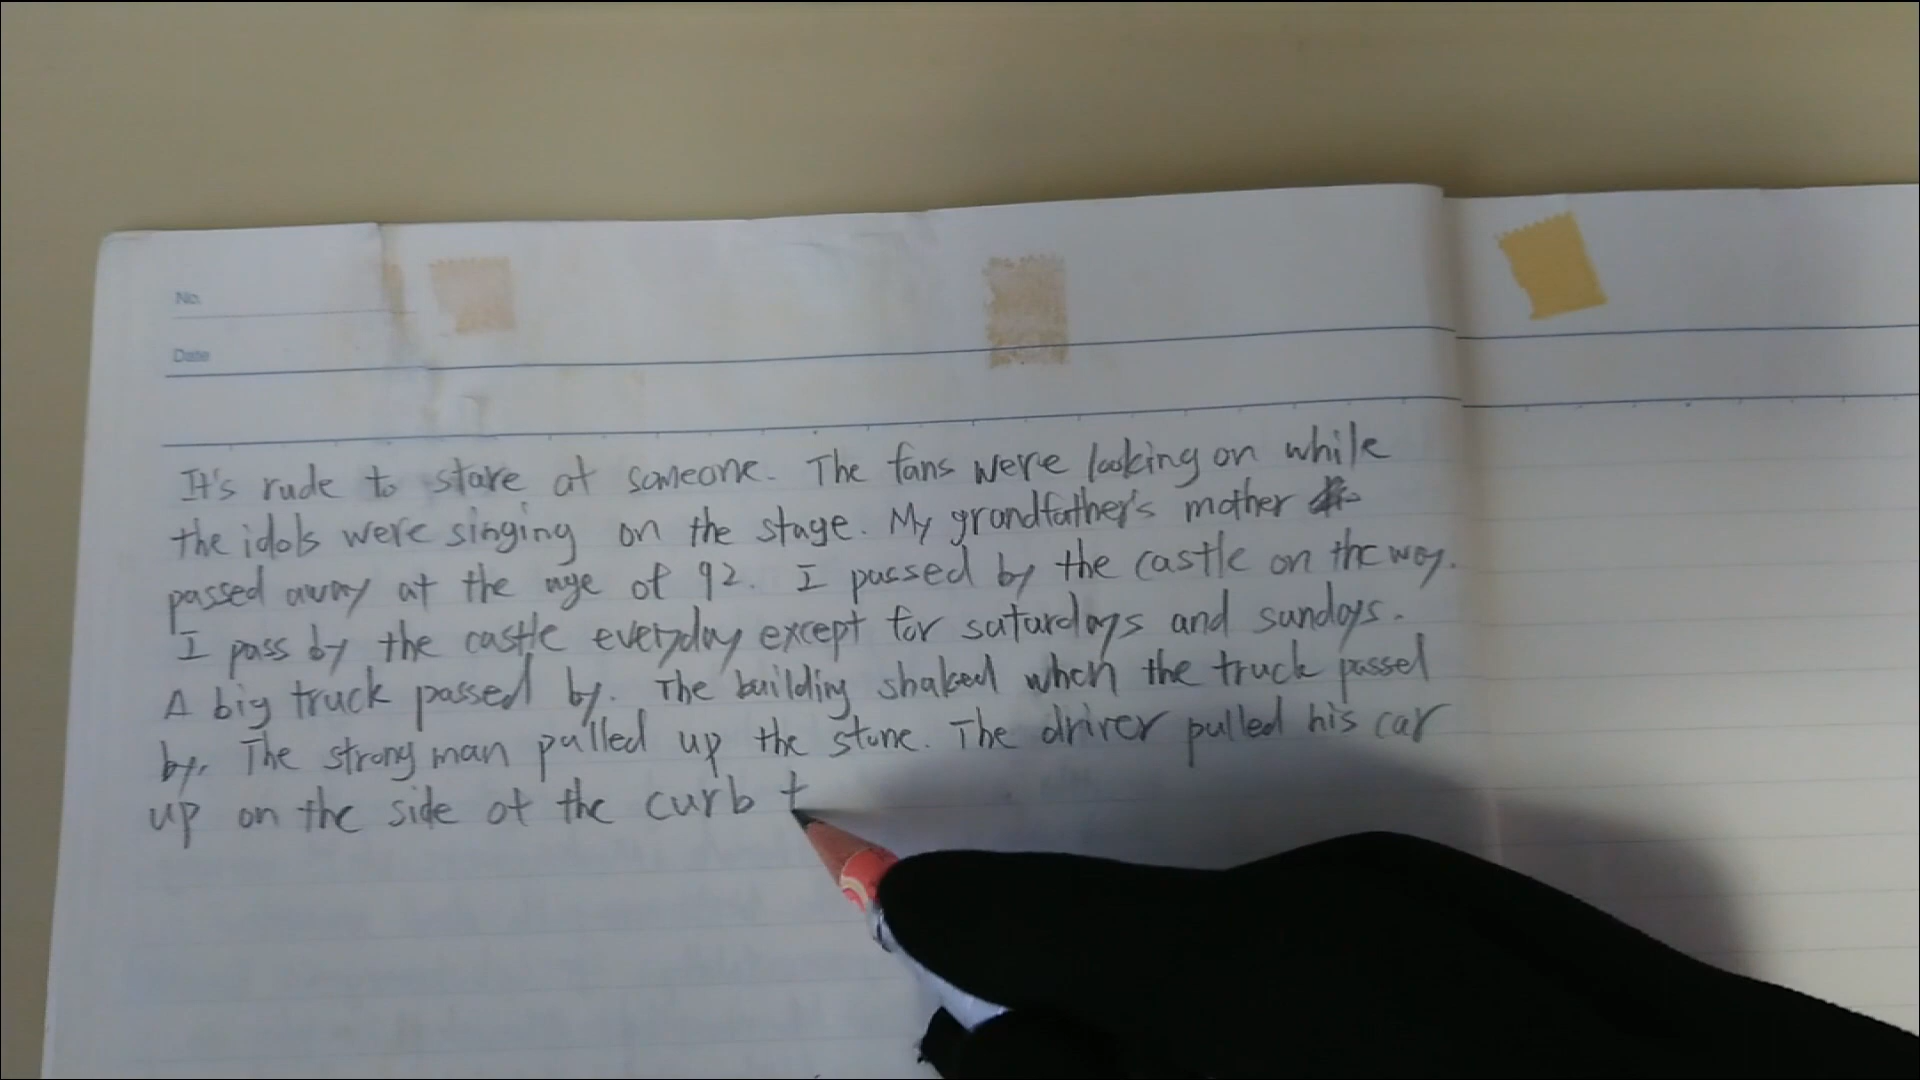 No.
Date
It's rude to stare at someone. The fans were looking on while
the idols were singing on the stage. My grandfather's mother
passed away at the age of 92. I passed by the castle on the way.
I pass by the castle everyday except for saturdays and sundays.
A big truck passed by. The building shaked when the truck passed
by. The strong man pulled up the stone. The driver pulled his car
up on the side of the curb t